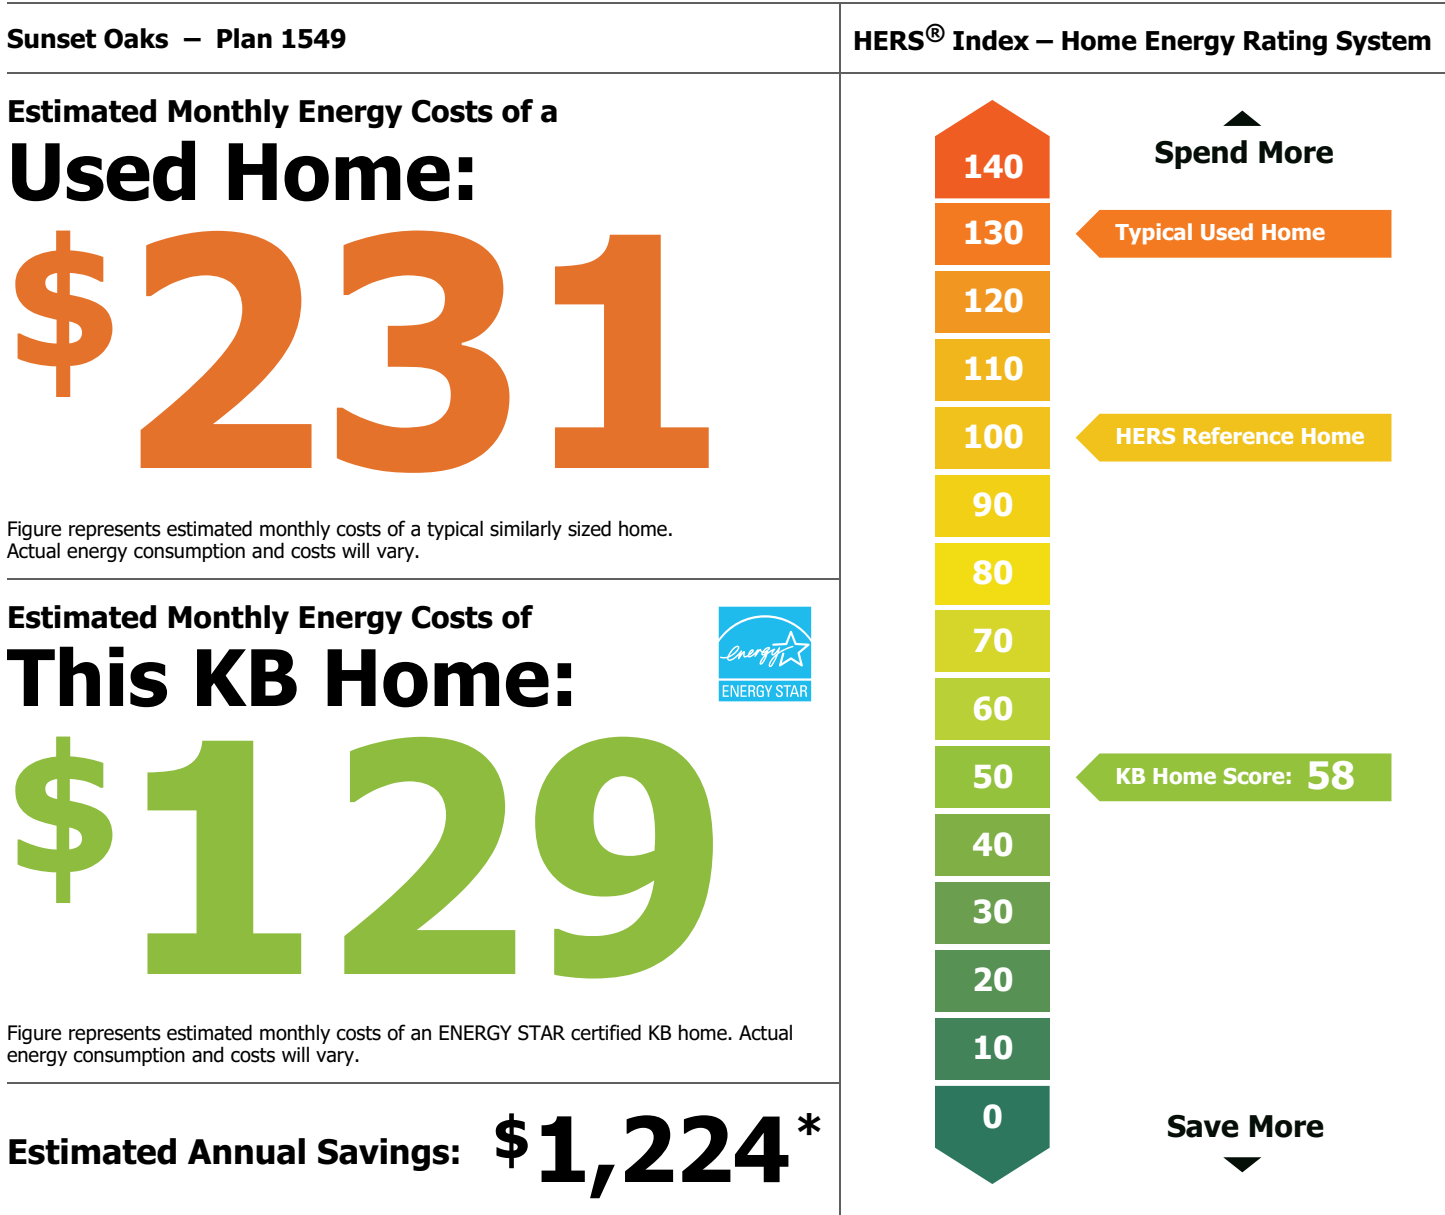 Sunset Oaks – Plan 1549
Estimated Monthly Energy Costs of a
Used Home:
$231
Figure represents estimated monthly costs of a typical similarly sized home.
Actual energy consumption and costs will vary.
Estimated Monthly Energy Costs of
This KB Home:
energy
ENERGY STAR
$129
Figure represents estimated monthly costs of an ENERGY STAR certified KB home. Actual
energy consumption and costs will vary.
Estimated Annual Savings: $1,224*
HERS® Index – Home Energy Rating System
Spend More
140
130 Typical Used Home
120
110
100 HERS Reference Home
90
80
70
60
50 KB Home Score: 58
40
30
20
10
0
Save More